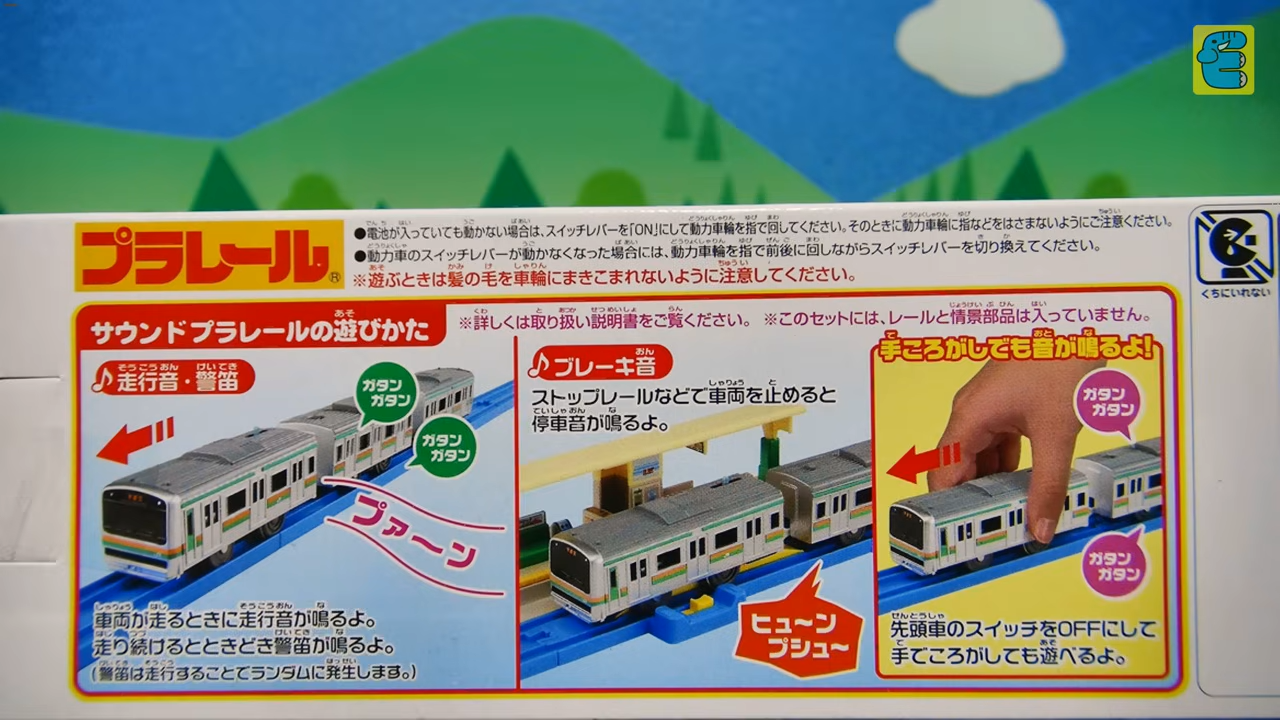 プラレール®
●電池が入っていても動かない場合は、スイッチレバーを「ON」にして動力車輪を指で回してください。そのときに動力車輪に指などをはさまないようにご注意ください。
●動力車のスイッチレバーが動かなくなった場合には、動力車輪を指で前後に回しながらスイッチレバーを切り換えてください。
※遊ぶときは髪の毛を車輪にまきこまれないように注意してください。
くちにいれない
サウンドプラレールの遊びかた
※詳しくは取り扱い説明書をご覧ください。 ※このセットには、レールと情景部品は入っていません。
♪走行音・警笛
ガタン
ガタン
ガタン
ガタン
プァ〜ン
車両が走るときに走行音が鳴るよ。
走り続けるとときどき警笛が鳴るよ。
(警笛は走行することでランダムに発生します。)
♪ブレーキ音
ストップレールなどで車両を止めると
停車音が鳴るよ。
ヒュ〜ン
プシュ〜
手ころがしでも音が鳴るよ!
ガタン
ガタン
ガタン
ガタン
先頭車のスイッチをOFFにして
手でころがしても遊べるよ。